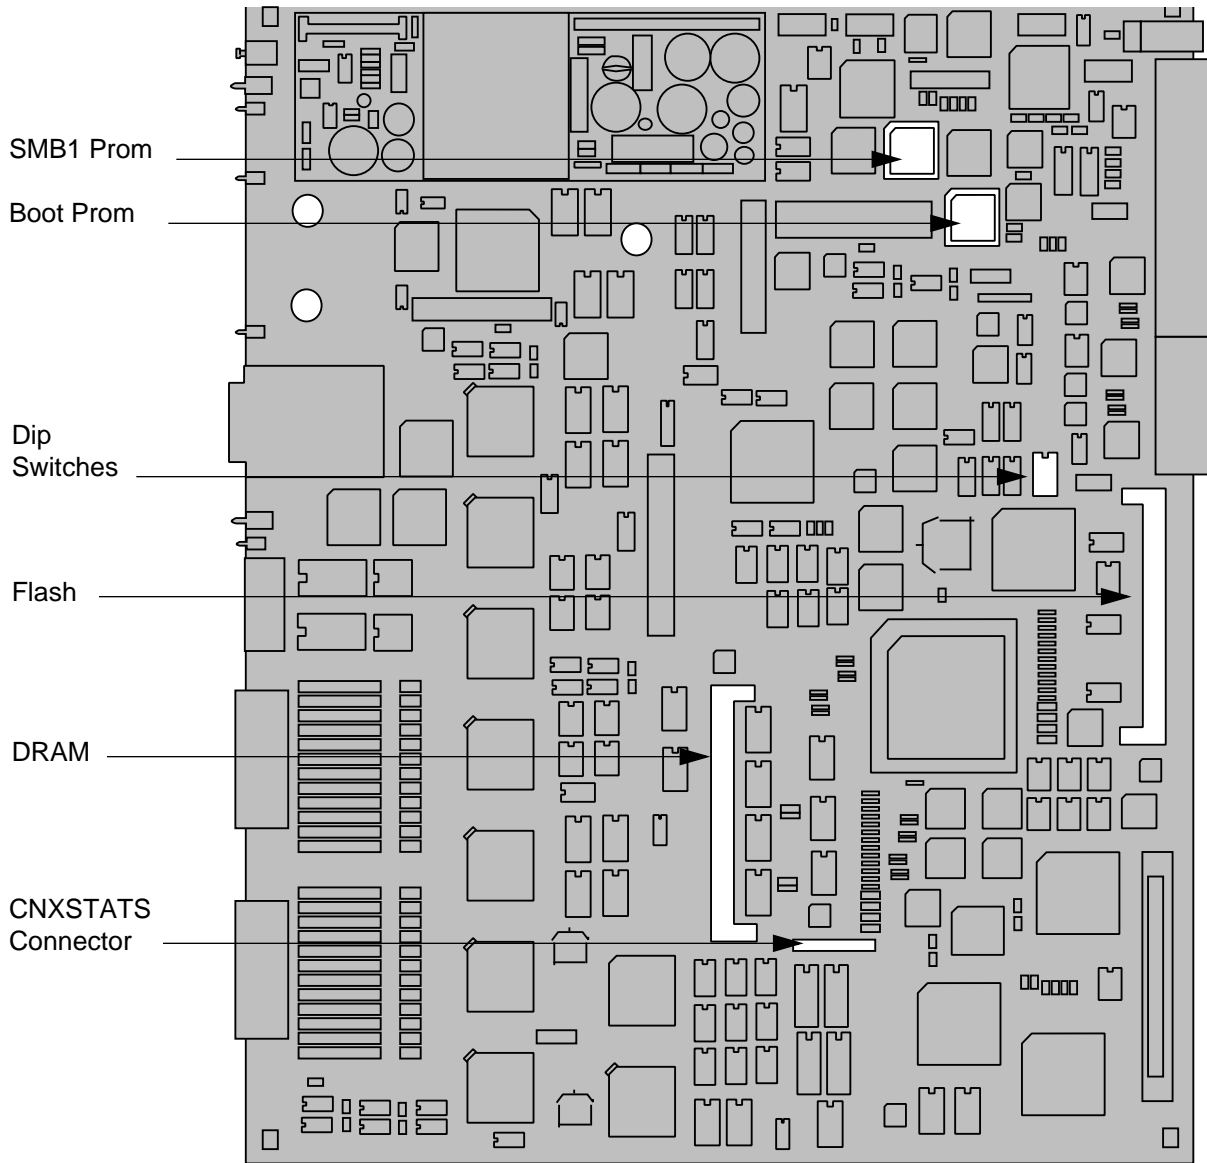 SMB1 Prom
Boot Prom
Dip
Switches
Flash
DRAM
CNXSTATS
Connector